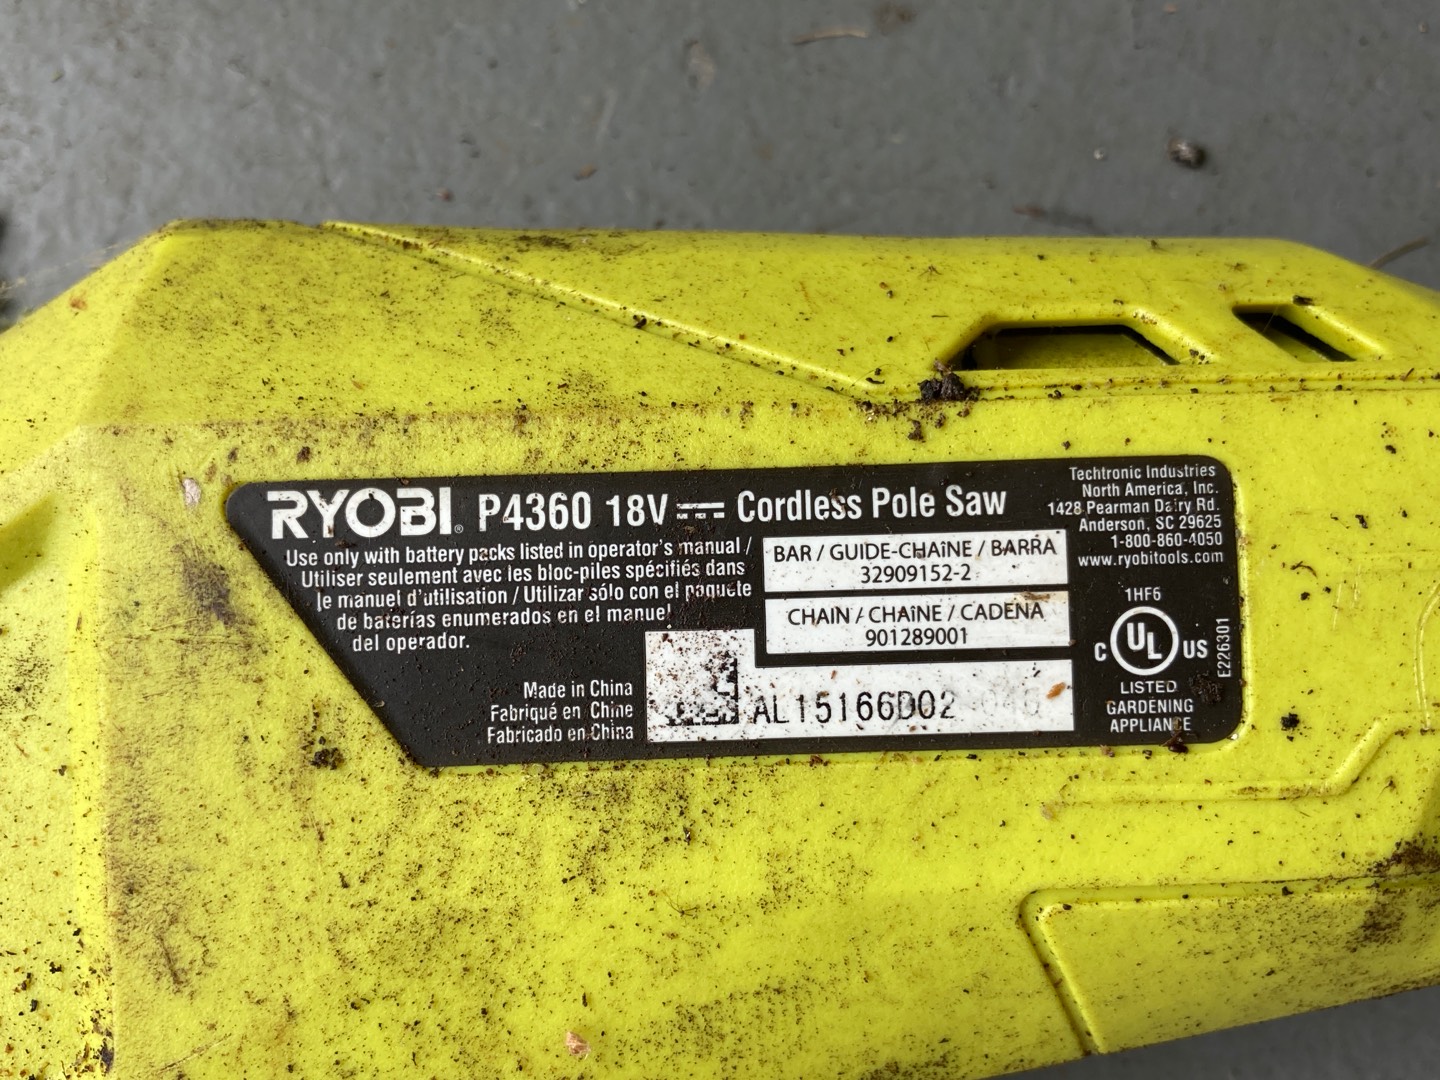 RYOBI® P4360 18V ⎓ Cordless Pole Saw
Use only with battery packs listed in operator's manual /
Utiliser seulement avec les bloc-piles spécifiés dans
le manuel d'utilisation / Utilizar sólo con el paquete
de baterías enumerados en el manuel
del operador.
Made in China
Fabriqué en Chine
Fabricado en China
BAR / GUIDE-CHAîNE / BARRA
32909152-2
CHAIN / CHAîNE / CADENA
901289001
AL15166D02
Techtronic Industries
North America, Inc.
1428 Pearman Dairy Rd.
Anderson, SC 29625
1-800-860-4050
www.ryobitools.com
1HF6
C UL US
LISTED
GARDENING
APPLIANCE
E226301